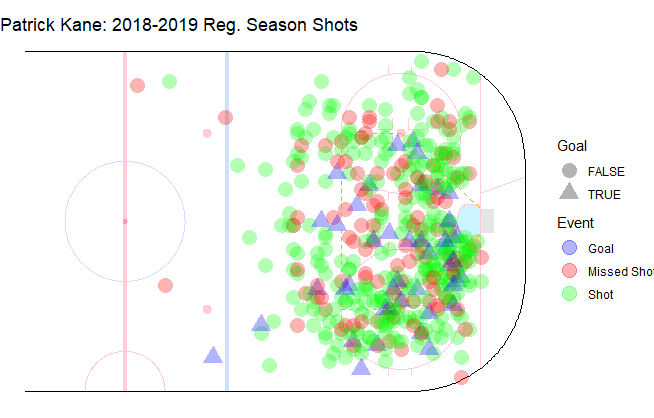 Patrick Kane: 2018-2019 Reg. Season Shots
Goal
FALSE
TRUE
Event
Goal
Missed Shot
Shot